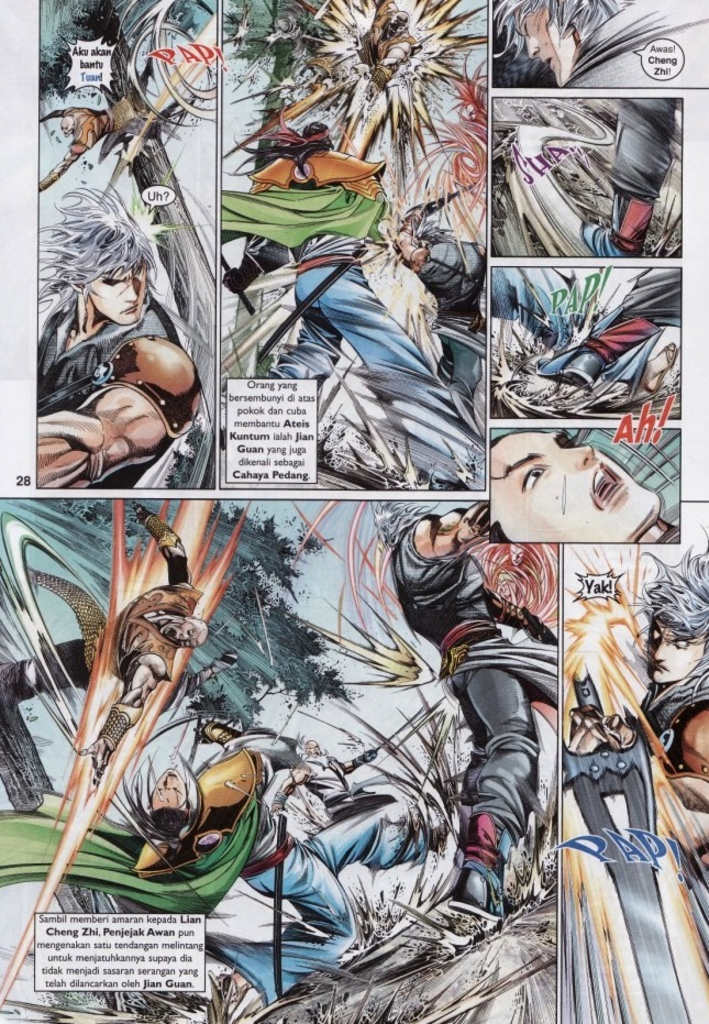 Aku akan
bantu
Tuan!
PAP!
Uh?
Orang yang
bersembunyi di atas
pokok dan cuba
membantu Ateis
Kuntum ialah Jian
Guan yang juga
dikenali sebagai
Cahaya Pedang.
Awas!
Cheng
Zhi!
SHUA!
PAP!
Ah!
28
Sambil memberi amaran kepada Lian
Cheng Zhi, Penjejak Awan pun
mengenakan satu tendangan melintang
untuk menjatuhkannya supaya dia
tidak menjadi sasaran serangan yang
telah dilancarkan oleh Jian Guan.
Yak!
PAP!